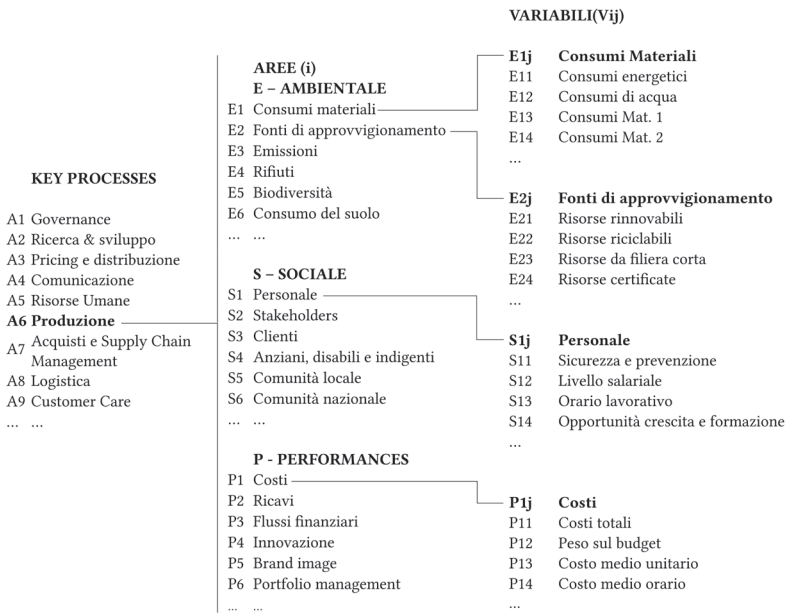 KEY PROCESSES
A1 Governance
A2 Ricerca & sviluppo
A3 Pricing e distribuzione
A4 Comunicazione
A5 Risorse Umane
A6 Produzione
A7 Acquisti e Supply Chain
Management
A8 Logistica
A9 Customer Care
... ...
AREE (i)
E – AMBIENTALE
E1 Consumi materiali
E2 Fonti di approvvigionamento
E3 Emissioni
E4 Rifiuti
E5 Biodiversità
E6 Consumo del suolo
... ...
S – SOCIALE
S1 Personale
S2 Stakeholders
S3 Clienti
S4 Anziani, disabili e indigenti
S5 Comunità locale
S6 Comunità nazionale
... ...
P - PERFORMANCES
P1 Costi
P2 Ricavi
P3 Flussi finanziari
P4 Innovazione
P5 Brand image
P6 Portfolio management
... ...
VARIABILI(Vij)
E1j Consumi Materiali
E11 Consumi energetici
E12 Consumi di acqua
E13 Consumi Mat. 1
E14 Consumi Mat. 2
...
E2j Fonti di approvvigionamento
E21 Risorse rinnovabili
E22 Risorse riciclabili
E23 Risorse da filiera corta
E24 Risorse certificate
...
S1j Personale
S11 Sicurezza e prevenzione
S12 Livello salariale
S13 Orario lavorativo
S14 Opportunità crescita e formazione
...
P1j Costi
P11 Costi totali
P12 Peso sul budget
P13 Costo medio unitario
P14 Costo medio orario
...